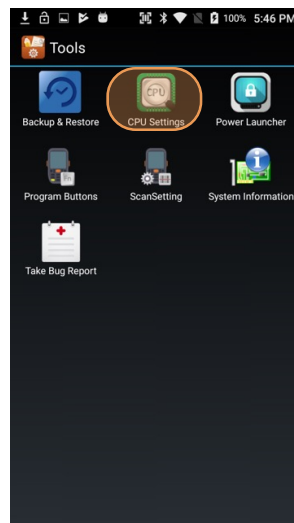 100% 5:46 PM
Tools
CPU
Backup & Restore CPU Settings Power Launcher
Program Buttons ScanSetting System Information
Take Bug Report